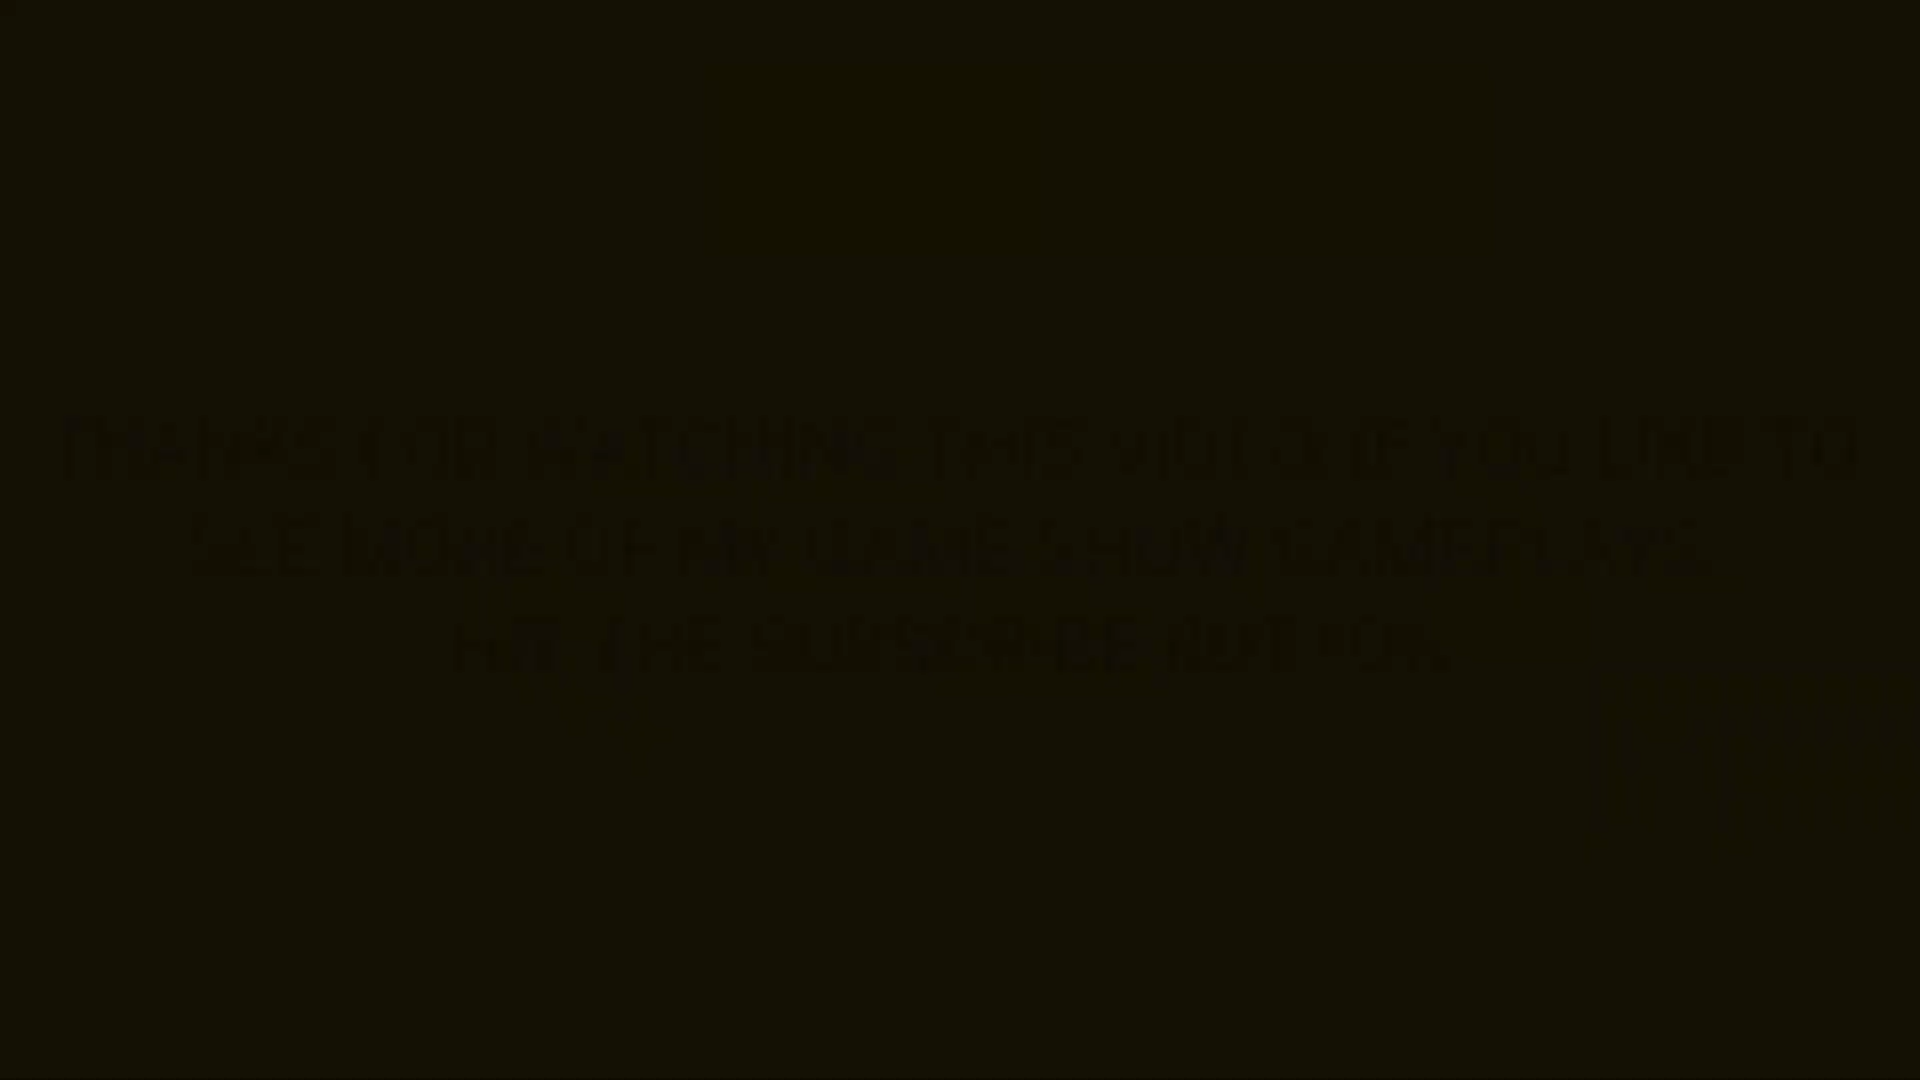 THANKS FOR WATCHING THIS VIDEO IF YOU LIKE TO
SEE MORE OF MY GAME SHOW GAMEPLAYS
HIT THE SUBSCRIBE BUTTON